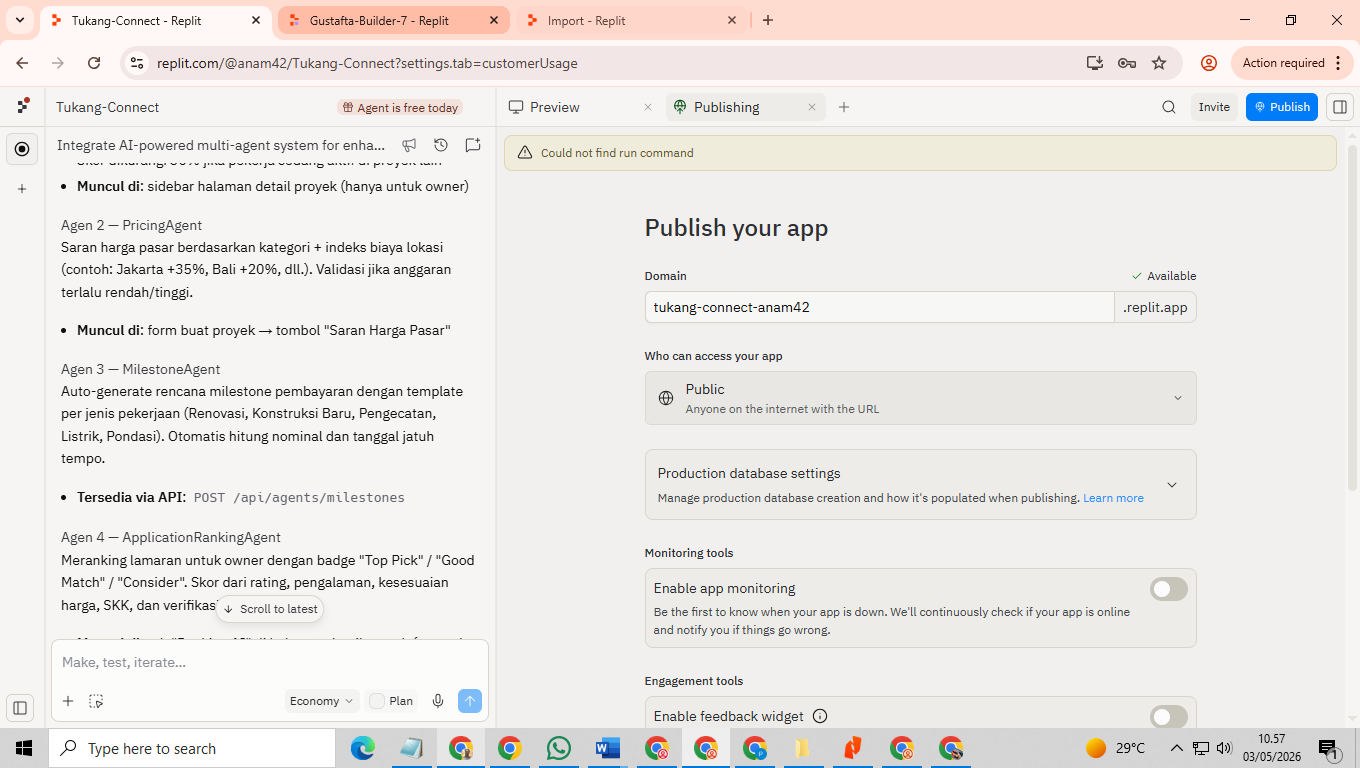 Tukang-Connect - Replit
Gustafta-Builder-7 - Replit
Import - Replit
replit.com/@anam42/Tukang-Connect?settings.tab=customerUsage
Action required
Tukang-Connect
Agent is free today
Preview
Publishing
Invite
Publish
Integrate AI-powered multi-agent system for enha...
Skor dikurangi 30% jika pekerja sedang aktif di proyek lain
• Muncul di: sidebar halaman detail proyek (hanya untuk owner)
Agen 2 — PricingAgent
Saran harga pasar berdasarkan kategori + indeks biaya lokasi
(contoh: Jakarta +35%, Bali +20%, dll.). Validasi jika anggaran
terlalu rendah/tinggi.
• Muncul di: form buat proyek → tombol "Saran Harga Pasar"
Agen 3 — MilestoneAgent
Auto-generate rencana milestone pembayaran dengan template
per jenis pekerjaan (Renovasi, Konstruksi Baru, Pengecatan,
Listrik, Pondasi). Otomatis hitung nominal dan tanggal jatuh
tempo.
• Tersedia via API: POST /api/agents/milestones
Agen 4 — ApplicationRankingAgent
Meranking lamaran untuk owner dengan badge "Top Pick" / "Good
Match" / "Consider". Skor dari rating, pengalaman, kesesuaian
harga, SKK, dan verifikasi
Scroll to latest
Make, test, iterate...
Economy
Plan
Could not find run command
Publish your app
Domain
Available
tukang-connect-anam42
.replit.app
Who can access your app
Public
Anyone on the internet with the URL
Production database settings
Manage production database creation and how it's populated when publishing. Learn more
Monitoring tools
Enable app monitoring
Be the first to know when your app is down. We'll continuously check if your app is online
and notify you if things go wrong.
Engagement tools
Enable feedback widget
Type here to search
29°C
10.57
03/05/2026
1